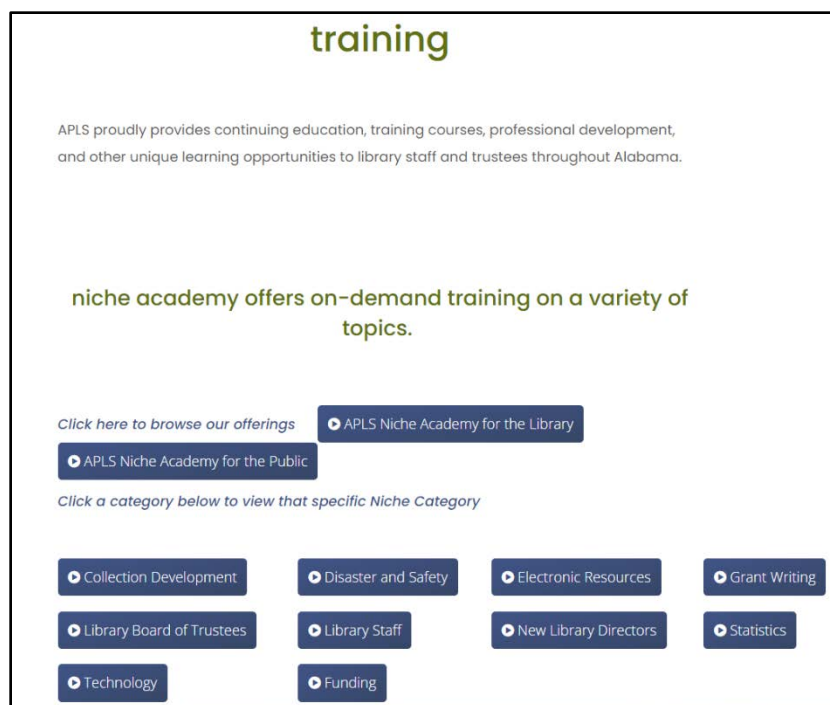 training
APLS proudly provides continuing education, training courses, professional development,
and other unique learning opportunities to library staff and trustees throughout Alabama.
niche academy offers on-demand training on a variety of
topics.
Click here to browse our offerings APLS Niche Academy for the Library
APLS Niche Academy for the Public
Click a category below to view that specific Niche Category
Collection Development Disaster and Safety Electronic Resources Grant Writing
Library Board of Trustees Library Staff New Library Directors Statistics
Technology Funding